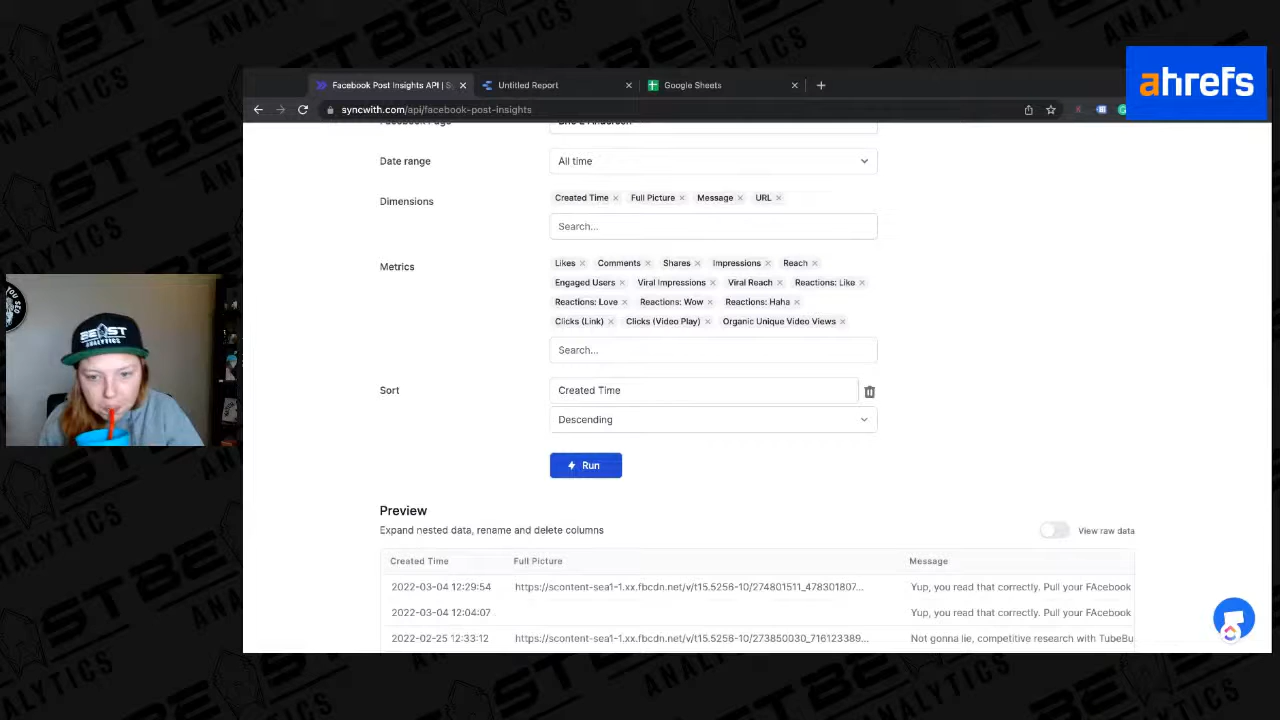 ahrefs
Facebook Post Insights API | S
Untitled Report
Google Sheets
syncwith.com/api/facebook-post-insights
Date range
All time
Dimensions
Created Time
Full Picture
Message
URL
Search...
Metrics
Likes
Comments
Shares
Impressions
Reach
Engaged Users
Viral Impressions
Viral Reach
Reactions: Like
Reactions: Love
Reactions: Wow
Reactions: Haha
Clicks (Link)
Clicks (Video Play)
Organic Unique Video Views
Search...
Sort
Created Time
Descending
Run
Preview
Expand nested data, rename and delete columns
View raw data
Created Time Full Picture Message
2022-03-04 12:29:54 https://scontent-sea1-1.xx.fbcdn.net/v/t15.5256-10/274801511_478301807... Yup, you read that correctly. Pull your FAcebook
2022-03-04 12:04:07 Yup, you read that correctly. Pull your FAcebook
2022-02-25 12:33:12 https://scontent-sea1-1.xx.fbcdn.net/v/t15.5256-10/273850030_716123389... Not gonna lie, competitive research with TubeBu
BEAST
ANALYTICS
YOU SEO